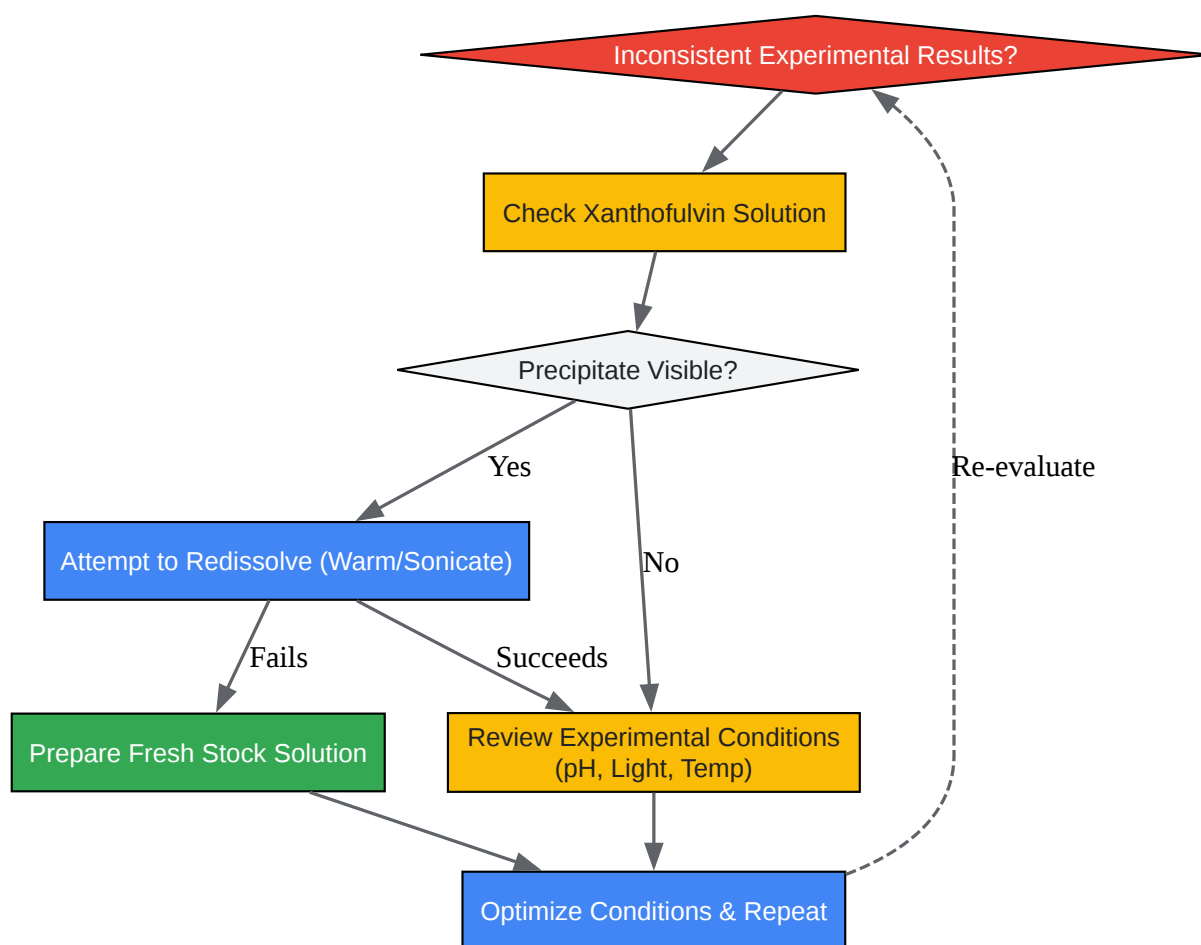 Inconsistent Experimental Results?
Check Xanthofulvin Solution
Precipitate Visible?
Yes
Re-evaluate
Attempt to Redissolve (Warm/Sonicate)
No
Fails
Succeeds
Prepare Fresh Stock Solution
Review Experimental Conditions
(pH, Light, Temp)
Optimize Conditions & Repeat